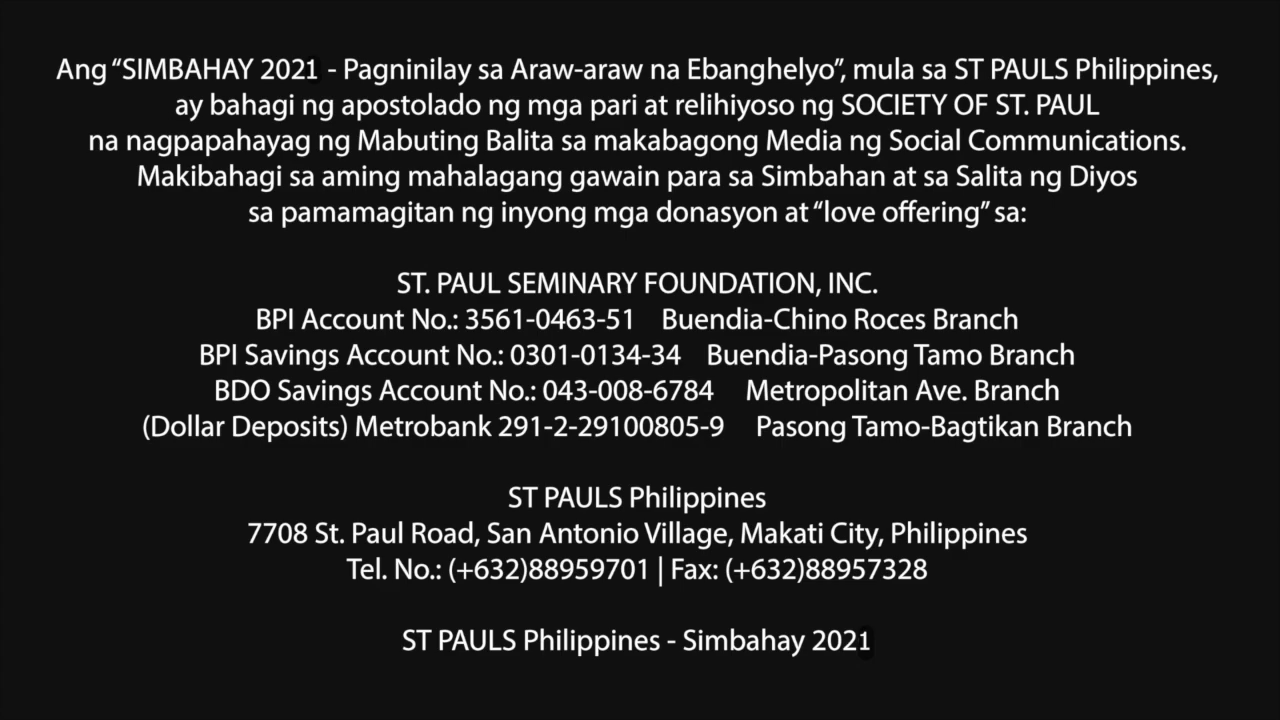 Ang “SIMBAHAY 2021 - Pagninilay sa Araw-araw na Ebanghelyo”, mula sa ST PAULS Philippines,
ay bahagi ng apostolado ng mga pari at relihiyoso ng SOCIETY OF ST. PAUL
na nagpapahayag ng Mabuting Balita sa makabagong Media ng Social Communications.
Makibahagi sa aming mahalagang gawain para sa Simbahan at sa Salita ng Diyos
sa pamamagitan ng inyong mga donasyon at “love offering” sa:
ST. PAUL SEMINARY FOUNDATION, INC.
BPI Account No.: 3561-0463-51 Buendia-Chino Roces Branch
BPI Savings Account No.: 0301-0134-34 Buendia-Pasong Tamo Branch
BDO Savings Account No.: 043-008-6784 Metropolitan Ave. Branch
(Dollar Deposits) Metrobank 291-2-29100805-9 Pasong Tamo-Bagtikan Branch
ST PAULS Philippines
7708 St. Paul Road, San Antonio Village, Makati City, Philippines
Tel. No.: (+632)88959701 | Fax: (+632)88957328
ST PAULS Philippines - Simbahay 2021